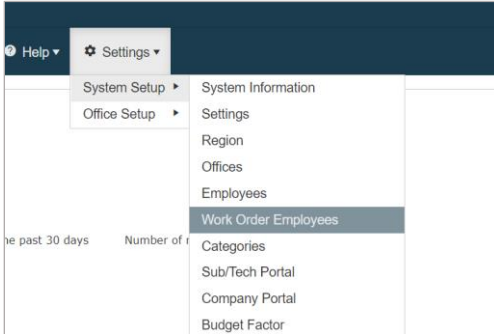 Help ▾ Settings ▾
System Setup ▸ System Information
Office Setup ▸ Settings
Region
Offices
Employees
Work Order Employees
past 30 days Number of
Categories
Sub/Tech Portal
Company Portal
Budget Factor